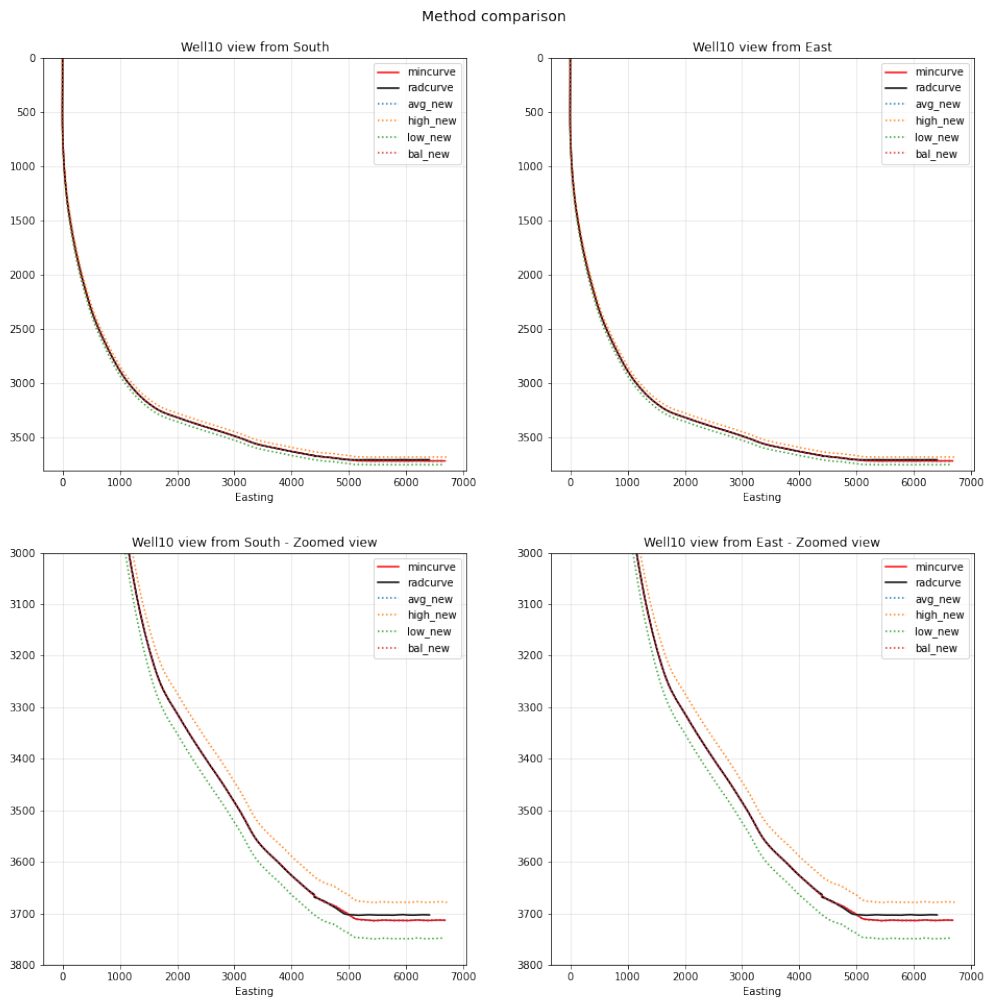 Method comparison
Well10 view from South
0
500
1000
1500
2000
2500
3000
3500
mincurve
radcurve
avg_new
high_new
low_new
bal_new
0
1000
2000
3000
4000
5000
6000
7000
Easting
Well10 view from East
0
500
1000
1500
2000
2500
3000
3500
mincurve
radcurve
avg_new
high_new
low_new
bal_new
0
1000
2000
3000
4000
5000
6000
7000
Easting
Well10 view from South - Zoomed view
3000
3100
3200
3300
3400
3500
3600
3700
3800
mincurve
radcurve
avg_new
high_new
low_new
bal_new
0
1000
2000
3000
4000
5000
6000
7000
Easting
Well10 view from East - Zoomed view
3000
3100
3200
3300
3400
3500
3600
3700
3800
mincurve
radcurve
avg_new
high_new
low_new
bal_new
0
1000
2000
3000
4000
5000
6000
7000
Easting